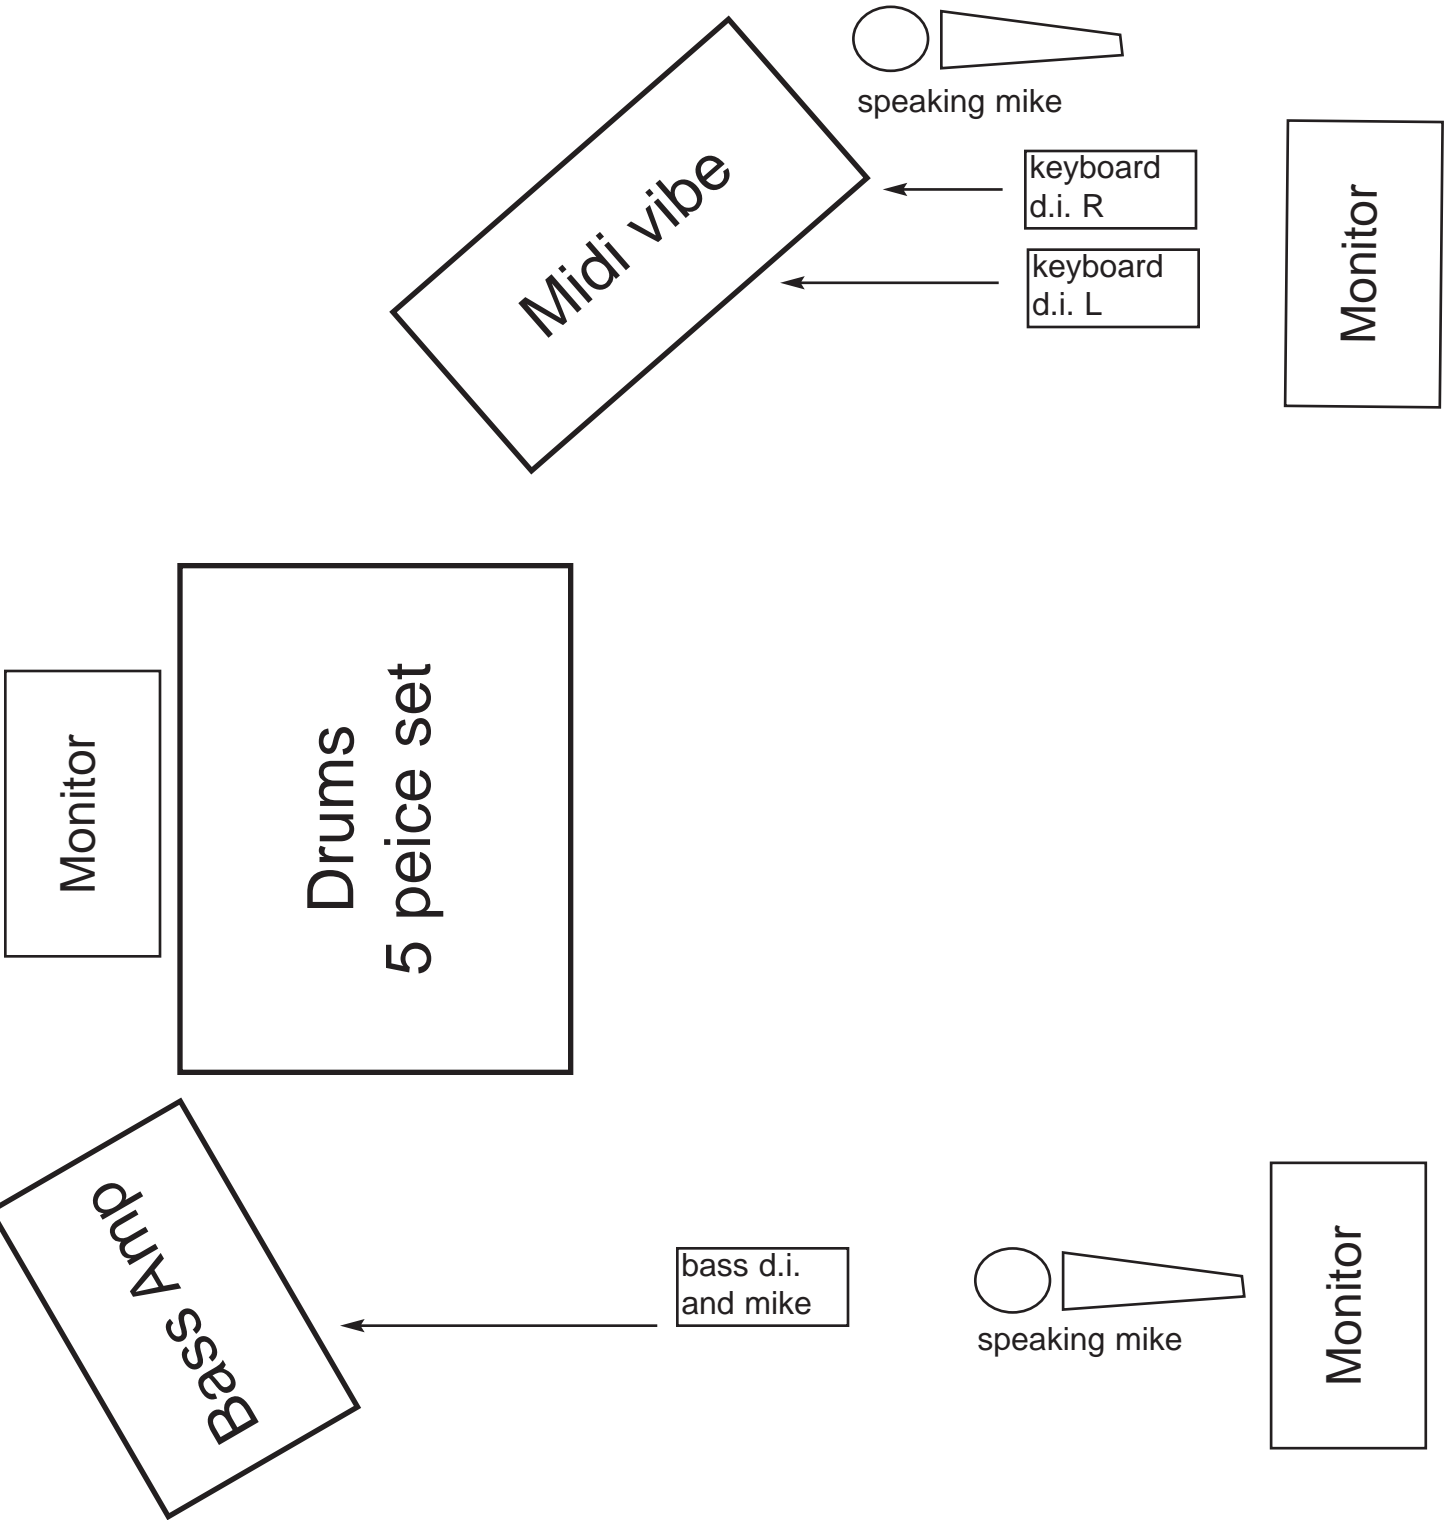 speaking mike
Midi vibe
keyboard
d.i. R
keyboard
d.i. L
Monitor
Monitor
Drums
5 peice set
Bass Amp
bass d.i.
and mike
speaking mike
Monitor